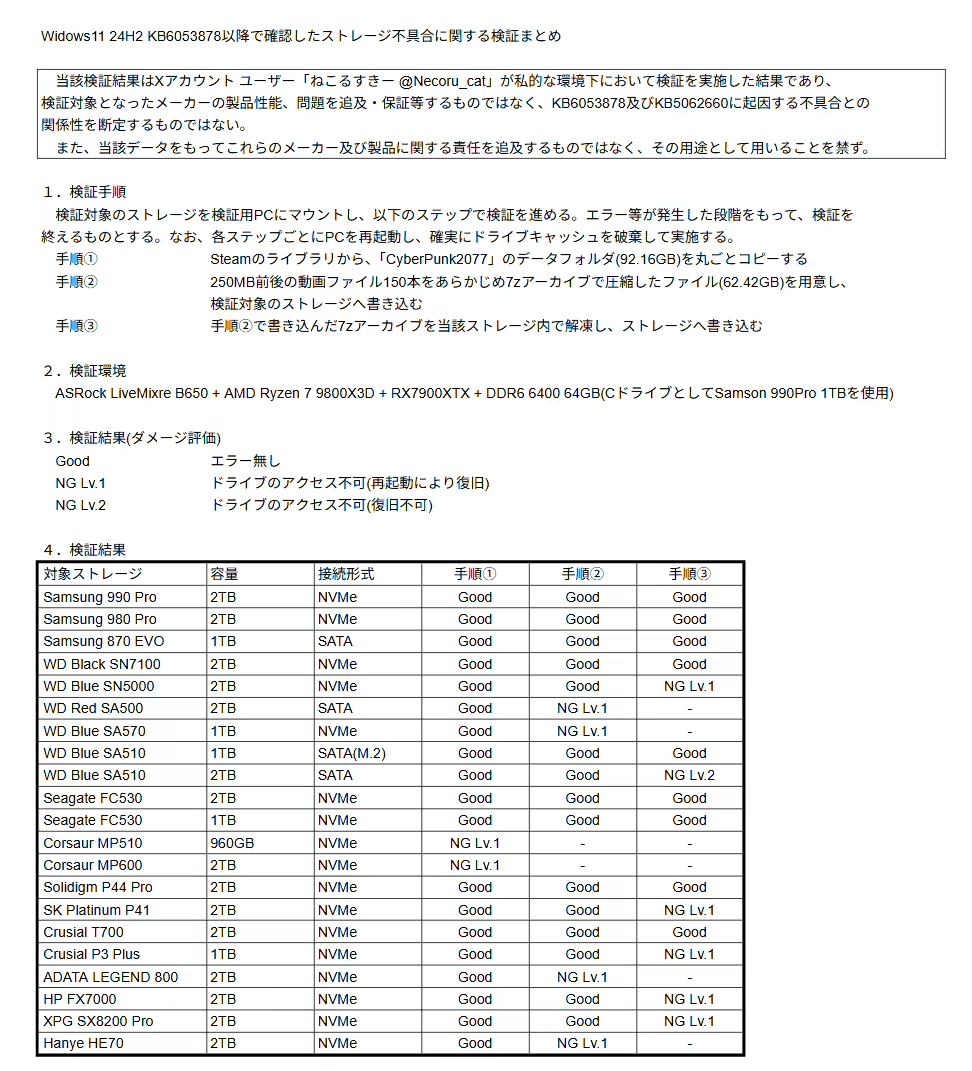 Widows11 24H2 KB6053878以降で確認したストレージ不具合に関する検証まとめ
当該検証結果はXアカウント ユーザー「ねこるすきー @Necoru_cat」が私的な環境下において検証を実施した結果であり、
検証対象となったメーカーの製品性能、問題を追及・保証等するものではなく、KB6053878及びKB5062660に起因する不具合との
関係性を断定するものではない。
また、当該データをもってこれらのメーカー及び製品に関する責任を追及するものではなく、その用途として用いることを禁ず。
１．検証手順
検証対象のストレージを検証用PCにマウントし、以下のステップで検証を進める。エラー等が発生した段階をもって、検証を
終えるものとする。なお、各ステップごとにPCを再起動し、確実にドライブキャッシュを破棄して実施する。
手順① Steamのライブラリから、「CyberPunk2077」のデータフォルダ(92.16GB)を丸ごとコピーする
手順② 250MB前後の動画ファイル150本をあらかじめ7zアーカイブで圧縮したファイル(62.42GB)を用意し、
検証対象のストレージへ書き込む
手順③ 手順②で書き込んだ7zアーカイブを当該ストレージ内で解凍し、ストレージへ書き込む
２．検証環境
ASRock LiveMixre B650 + AMD Ryzen 7 9800X3D + RX7900XTX + DDR6 6400 64GB(CドライブとしてSamson 990Pro 1TBを使用)
３．検証結果(ダメージ評価)
Good エラー無し
NG Lv.1 ドライブのアクセス不可(再起動により復旧)
NG Lv.2 ドライブのアクセス不可(復旧不可)
４．検証結果
対象ストレージ 容量 接続形式 手順① 手順② 手順③
Samsung 990 Pro 2TB NVMe Good Good Good
Samsung 980 Pro 2TB NVMe Good Good Good
Samsung 870 EVO 1TB SATA Good Good Good
WD Black SN7100 2TB NVMe Good Good Good
WD Blue SN5000 2TB NVMe Good Good NG Lv.1
WD Red SA500 2TB SATA Good NG Lv.1 -
WD Blue SA570 1TB NVMe Good NG Lv.1 -
WD Blue SA510 1TB SATA(M.2) Good Good Good
WD Blue SA510 2TB SATA Good Good NG Lv.2
Seagate FC530 2TB NVMe Good Good Good
Seagate FC530 1TB NVMe Good Good Good
Corsaur MP510 960GB NVMe NG Lv.1 - -
Corsaur MP600 2TB NVMe NG Lv.1 - -
Solidigm P44 Pro 2TB NVMe Good Good Good
SK Platinum P41 2TB NVMe Good Good NG Lv.1
Crusial T700 2TB NVMe Good Good Good
Crusial P3 Plus 1TB NVMe Good Good NG Lv.1
ADATA LEGEND 800 2TB NVMe Good NG Lv.1 -
HP FX7000 2TB NVMe Good Good NG Lv.1
XPG SX8200 Pro 2TB NVMe Good Good NG Lv.1
Hanye HE70 2TB NVMe Good NG Lv.1 -